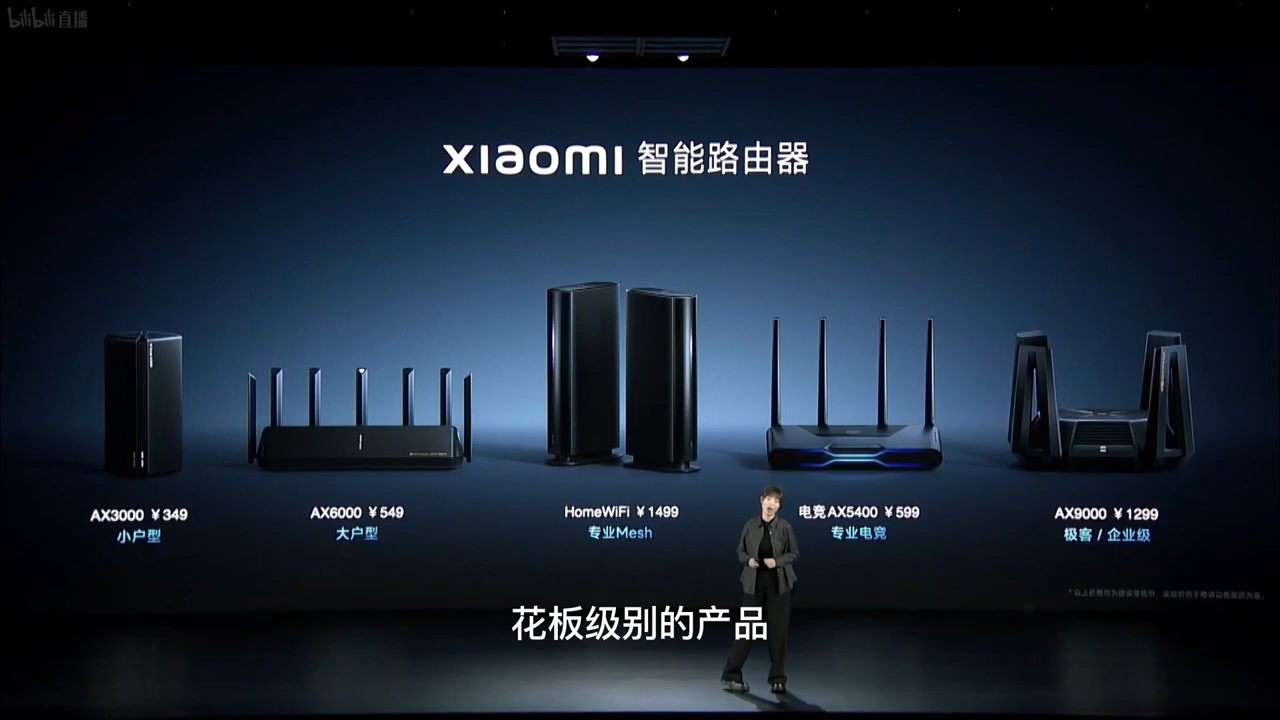 bilibili直播
xıaomı 智能路由器
AX3000 ¥349
小户型
AX6000 ¥549
大户型
HomeWiFi ¥1499
专业Mesh
电竞AX5400 ¥599
专业电竞
AX9000 ¥1299
极客 / 企业级
花板级别的产品